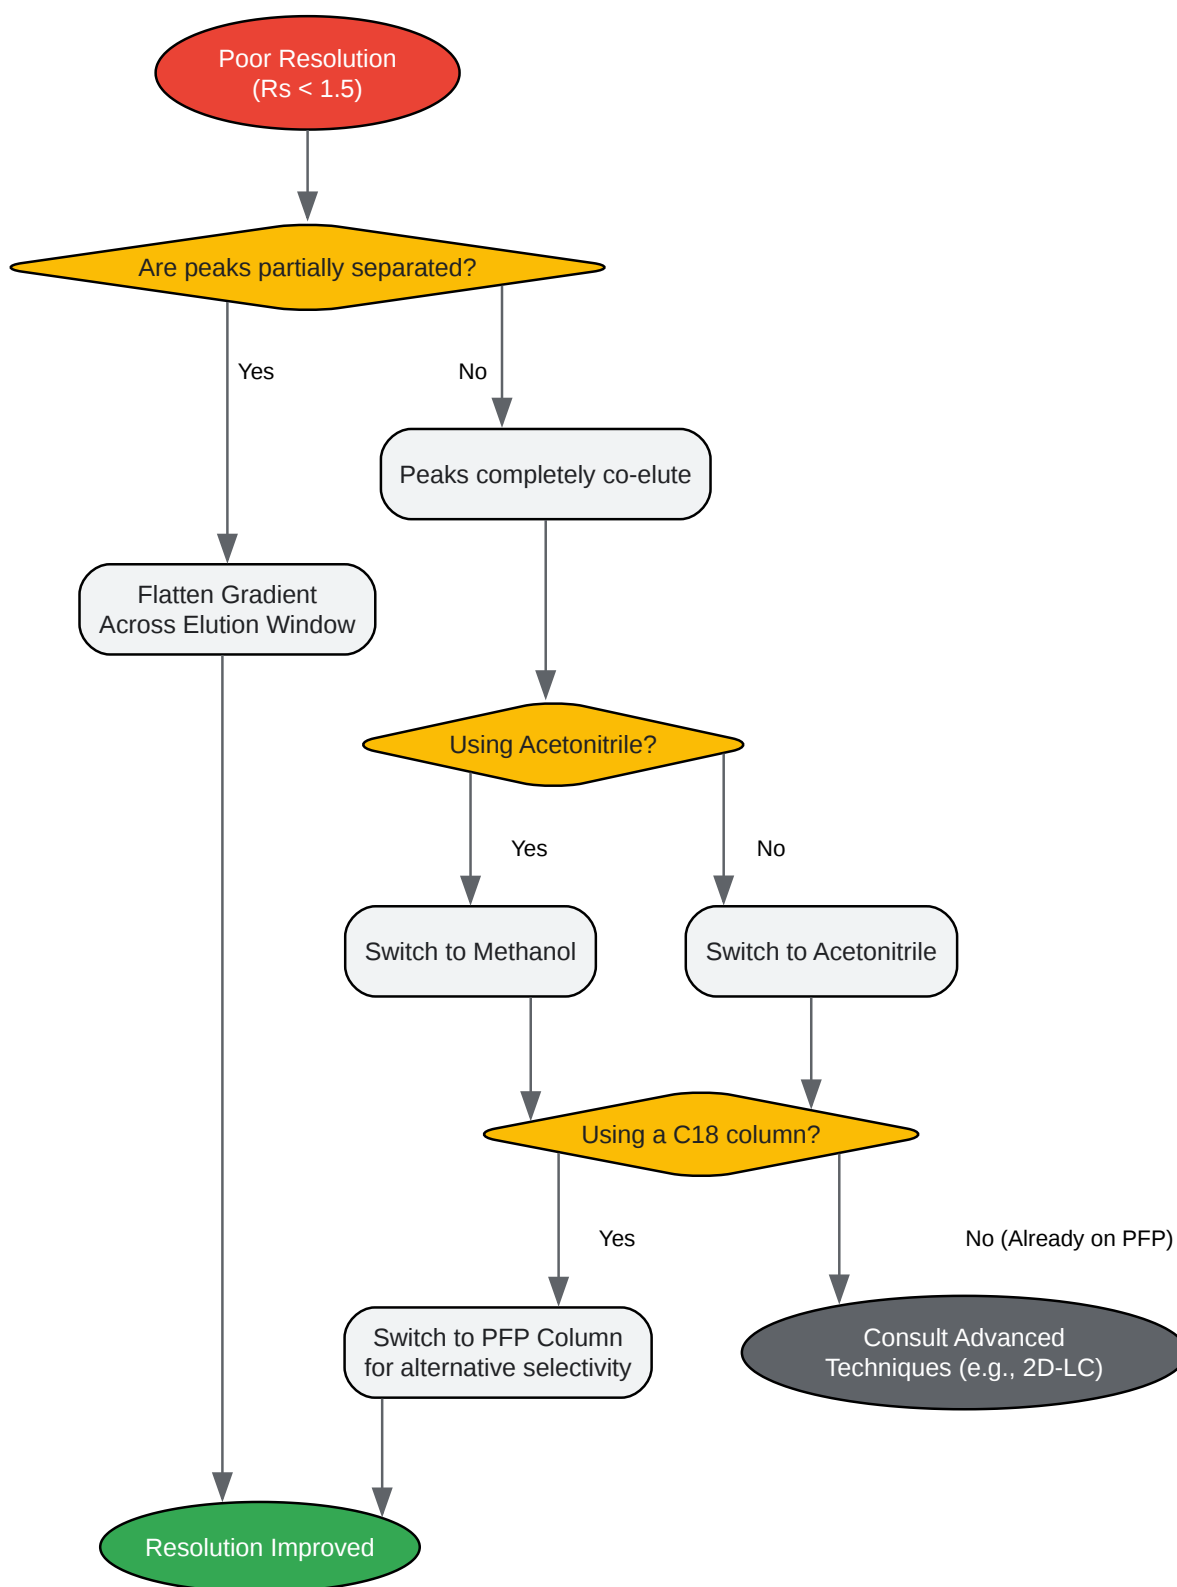 Poor Resolution
(Rs < 1.5)
Are peaks partially separated?
Yes
No
Peaks completely co-elute
Flatten Gradient
Across Elution Window
Using Acetonitrile?
Yes
No
Switch to Methanol
Switch to Acetonitrile
Using a C18 column?
Yes
No (Already on PFP)
Switch to PFP Column
for alternative selectivity
Consult Advanced
Techniques (e.g., 2D-LC)
Resolution Improved